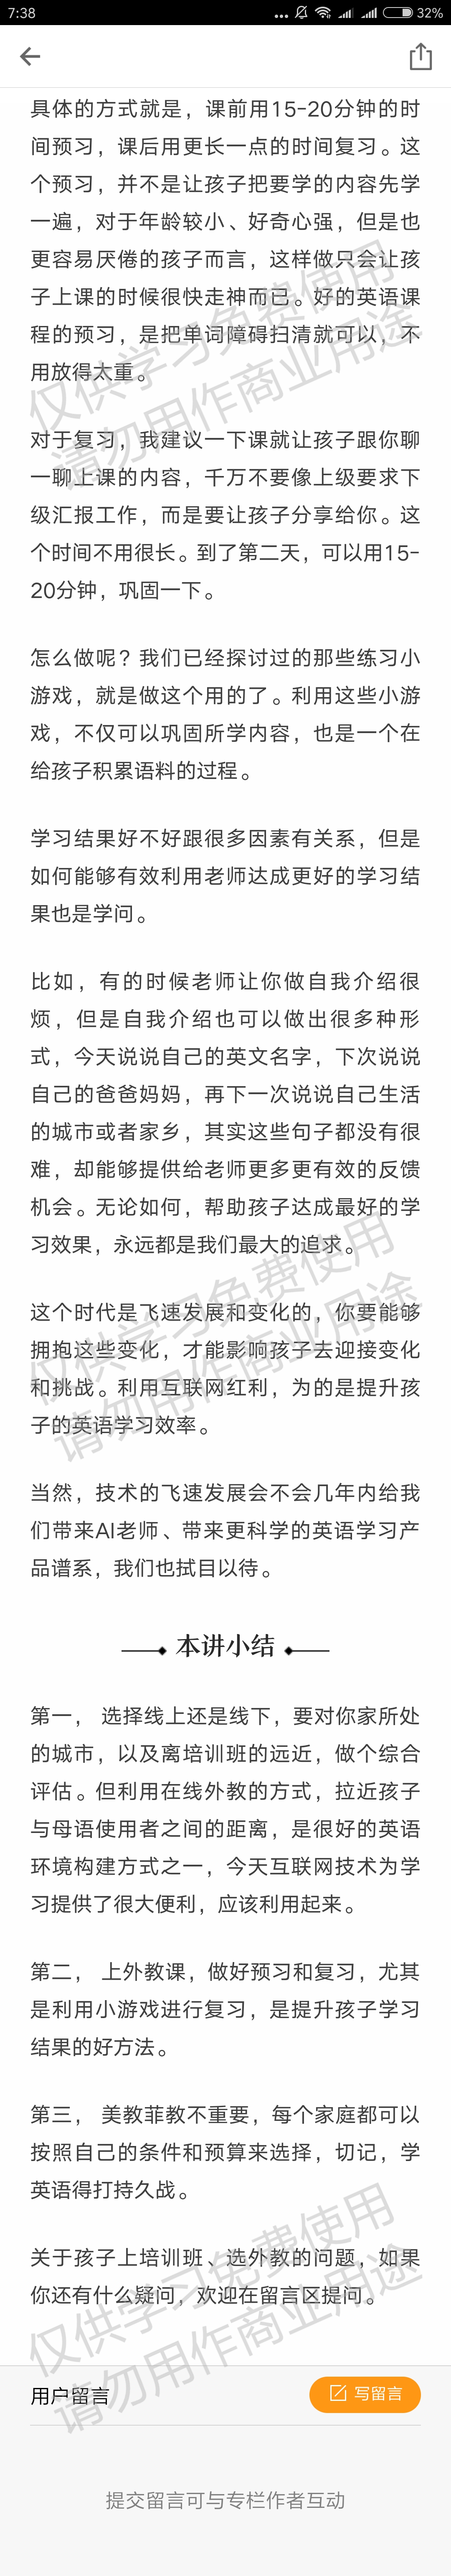 7:38
32%
具体的方式就是，课前用15-20分钟的时
间预习，课后用更长一点的时间复习。这
个预习，并不是让孩子把要学的内容先学
一遍，对于年龄较小、好奇心强，但是也
更容易厌倦的孩子而言，这样做只会让孩
子上课的时候很快走神而已。好的英语课
程的预习，是把单词障碍扫清就可以，不
用放得太重。
仅供学习免费使用
请勿用作商业用途
对于复习，我建议一下课就让孩子跟你聊
一聊上课的内容，千万不要像上级要求下
级汇报工作，而是要让孩子分享给你。这
个时间不用很长。到了第二天，可以用15-
20分钟，巩固一下。
怎么做呢？我们已经探讨过的那些练习小
游戏，就是做这个用的了。利用这些小游
戏，不仅可以巩固所学内容，也是一个在
给孩子积累语料的过程。
学习结果好不好跟很多因素有关系，但是
如何能够有效利用老师达成更好的学习结
果也是学问。
比如，有的时候老师让你做自我介绍很
烦，但是自我介绍也可以做出很多种形
式，今天说说自己的英文名字，下次说说
自己的爸爸妈妈，再下一次说说自己生活
的城市或者家乡，其实这些句子都没有很
难，却能够提供给老师更多更有效的反馈
机会。无论如何，帮助孩子达成最好的学
习效果，永远都是我们最大的追求。
仅供学习免费使用
请勿用作商业用途
这个时代是飞速发展和变化的，你要能够
拥抱这些变化，才能影响孩子去迎接变化
和挑战。利用互联网红利，为的是提升孩
子的英语学习效率。
当然，技术的飞速发展会不会几年内给我
们带来AI老师、带来更科学的英语学习产
品谱系，我们也拭目以待。
本讲小结
第一， 选择线上还是线下，要对你家所处
的城市，以及离培训班的远近，做个综合
评估。但利用在线外教的方式，拉近孩子
与母语使用者之间的距离，是很好的英语
环境构建方式之一，今天互联网技术为学
习提供了很大便利，应该利用起来。
第二， 上外教课，做好预习和复习，尤其
是利用小游戏进行复习，是提升孩子学习
结果的好方法。
第三， 美教菲教不重要，每个家庭都可以
按照自己的条件和预算来选择，切记，学
英语得打持久战。
关于孩子上培训班、选外教的问题，如果
你还有什么疑问，欢迎在留言区提问。
仅供学习免费使用
请勿用作商业用途
用户留言
写留言
提交留言可与专栏作者互动